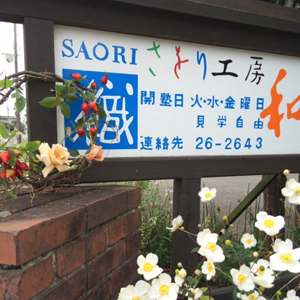 SAORI さをり工房
織
和
開塾日 火・水・金曜日
見学自由
連絡先 26-2643